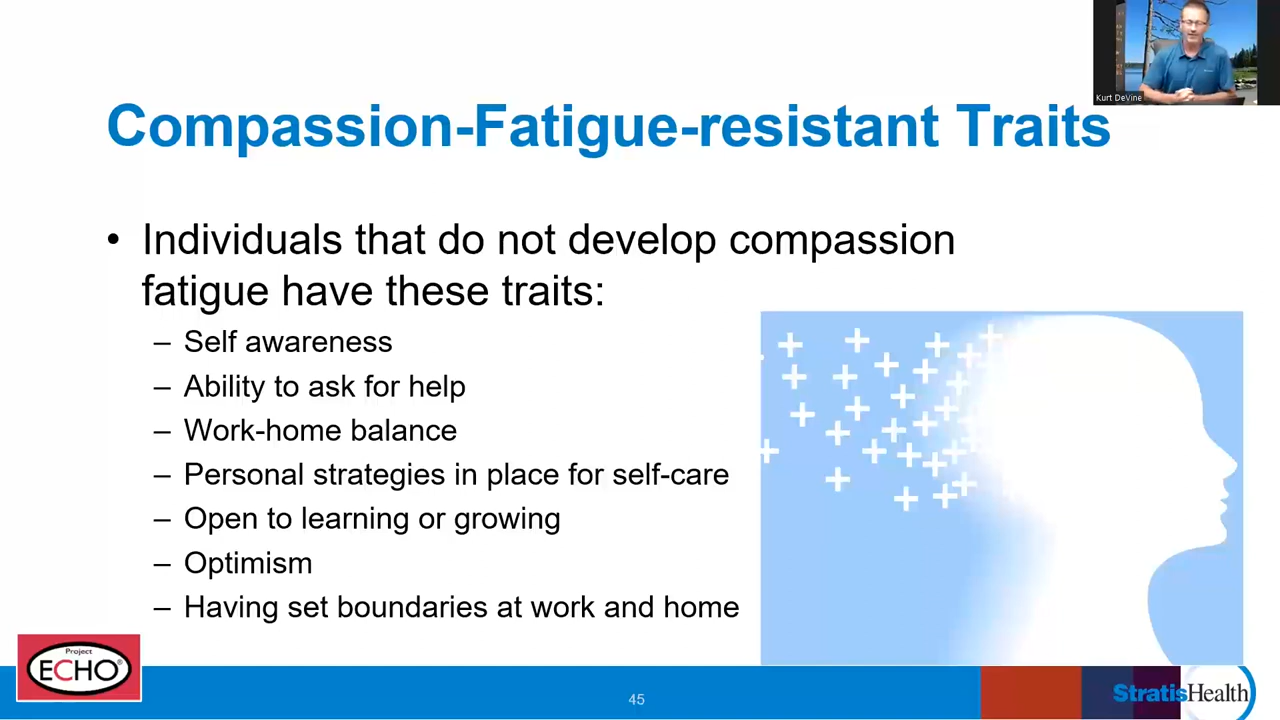 Kurt DeVine
Compassion-Fatigue-resistant Traits
• Individuals that do not develop compassion
fatigue have these traits:
– Self awareness
– Ability to ask for help
– Work-home balance
– Personal strategies in place for self-care
– Open to learning or growing
– Optimism
– Having set boundaries at work and home
Project
ECHO®
45
StratisHealth